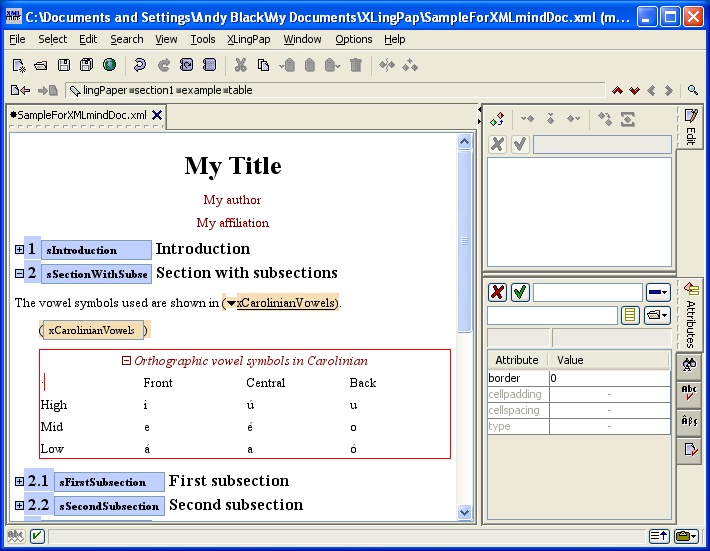 C:\Documents and Settings\Andy Black\My Documents\XLingPap\SampleForXMLmindDoc.xml (m...
File Select Edit Search View Tools XLingPap Window Options Help
lingPaper section1 example table
*SampleForXMLmindDoc.xml
My Title
My author
My affiliation
1 sIntroduction Introduction
2 sSectionWithSubse Section with subsections
The vowel symbols used are shown in (xCarolinianVowels).
( xCarolinianVowels )
Orthographic vowel symbols in Carolinian
Front Central Back
High i ú u
Mid e é o
Low á a ó
2.1 sFirstSubsection First subsection
2.2 sSecondSubsection Second subsection
Edit
Attributes
Attribute Value
border 0
cellpadding -
cellspacing -
type -
Abc
Abc